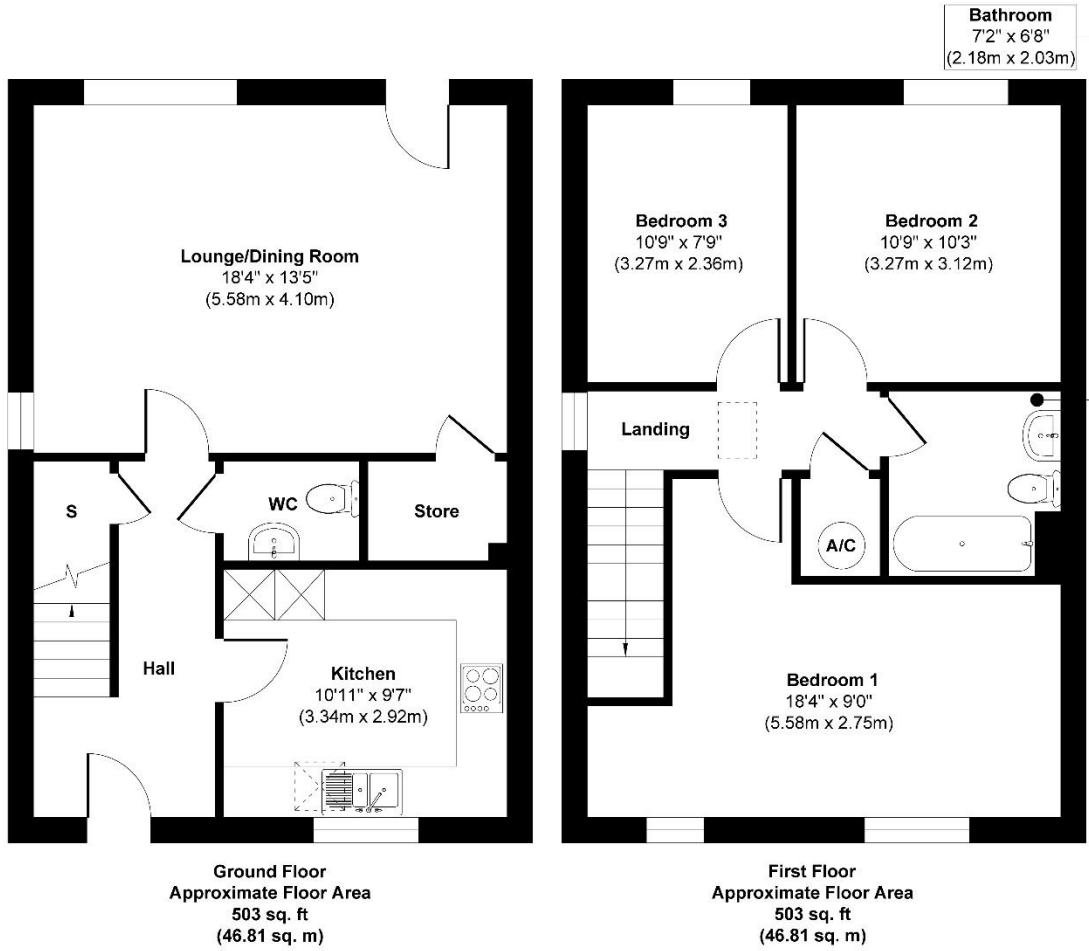 Bathroom
7'2" x 6'8"
(2.18m x 2.03m)
Lounge/Dining Room
18'4" x 13'5"
(5.58m x 4.10m)
S
WC
Store
Hall
Kitchen
10'11" x 9'7"
(3.34m x 2.92m)
Ground Floor
Approximate Floor Area
503 sq. ft
(46.81 sq. m)
Bedroom 3
10'9" x 7'9"
(3.27m x 2.36m)
Bedroom 2
10'9" x 10'3"
(3.27m x 3.12m)
Landing
A/C
Bedroom 1
18'4" x 9'0"
(5.58m x 2.75m)
First Floor
Approximate Floor Area
503 sq. ft
(46.81 sq. m)